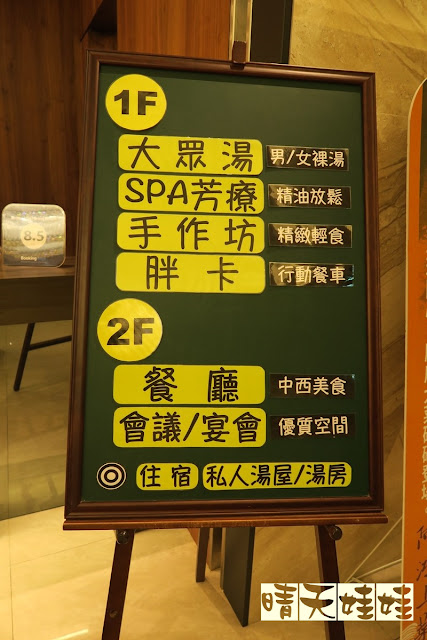 1F
大眾湯 男/女裸湯
SPA芳療 精油放鬆
手作坊 精緻輕食
胖卡 行動餐車
2F
餐廳 中西美食
會議/宴會 優質空間
◎ 住宿 私人湯屋/湯房
8.5
Booking
晴天娃娃